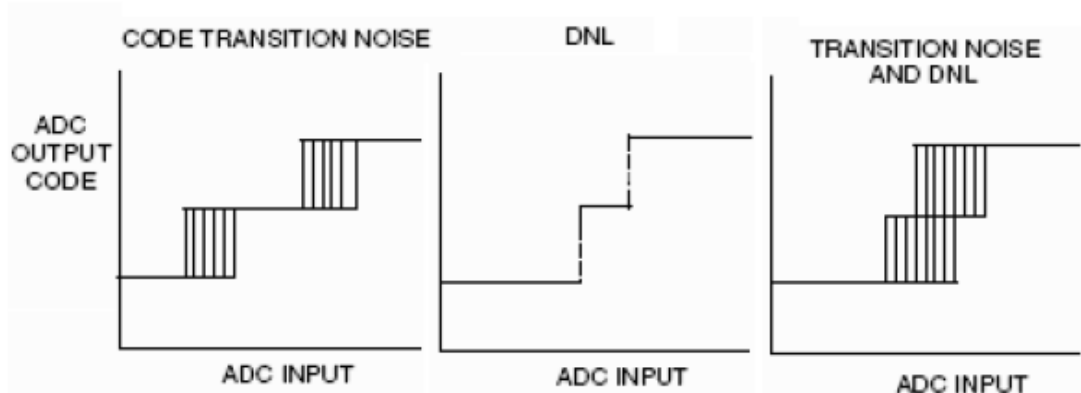 CODE TRANSITION NOISE
DNL
TRANSITION NOISE
AND DNL
ADC
OUTPUT
CODE
ADC INPUT
ADC INPUT
ADC INPUT